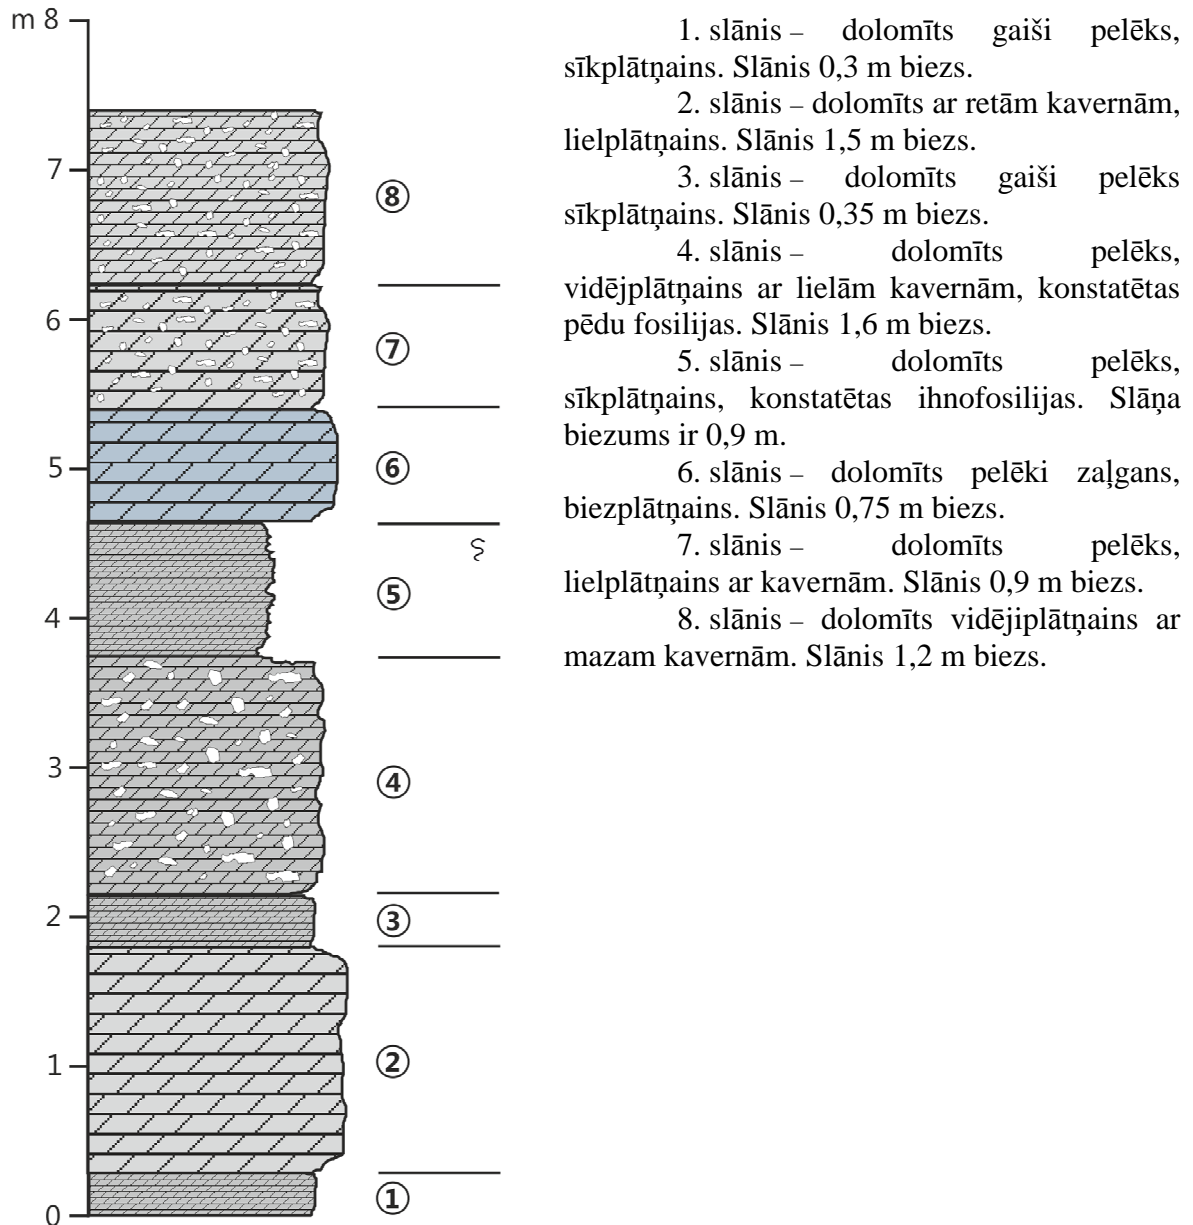 m 8
7
6
5
4
3
2
1
0
⑧
⑦
⑥
⑤
④
③
②
①
1. slānis – dolomīts gaiši pelēks,
sīkplātņains. Slānis 0,3 m biezs.
2. slānis – dolomīts ar retām kavernām,
lielplātņains. Slānis 1,5 m biezs.
3. slānis – dolomīts gaiši pelēks
sīkplātņains. Slānis 0,35 m biezs.
4. slānis – dolomīts pelēks,
vidējplātņains ar lielām kavernām, konstatētas
pēdu fosilijas. Slānis 1,6 m biezs.
5. slānis – dolomīts pelēks,
sīkplātņains, konstatētas ihnofosilijas. Slāņa
biezums ir 0,9 m.
6. slānis – dolomīts pelēki zaļgans,
biezplātņains. Slānis 0,75 m biezs.
7. slānis – dolomīts pelēks,
lielplātņains ar kavernām. Slānis 0,9 m biezs.
8. slānis – dolomīts vidējiplātņains ar
mazam kavernām. Slānis 1,2 m biezs.